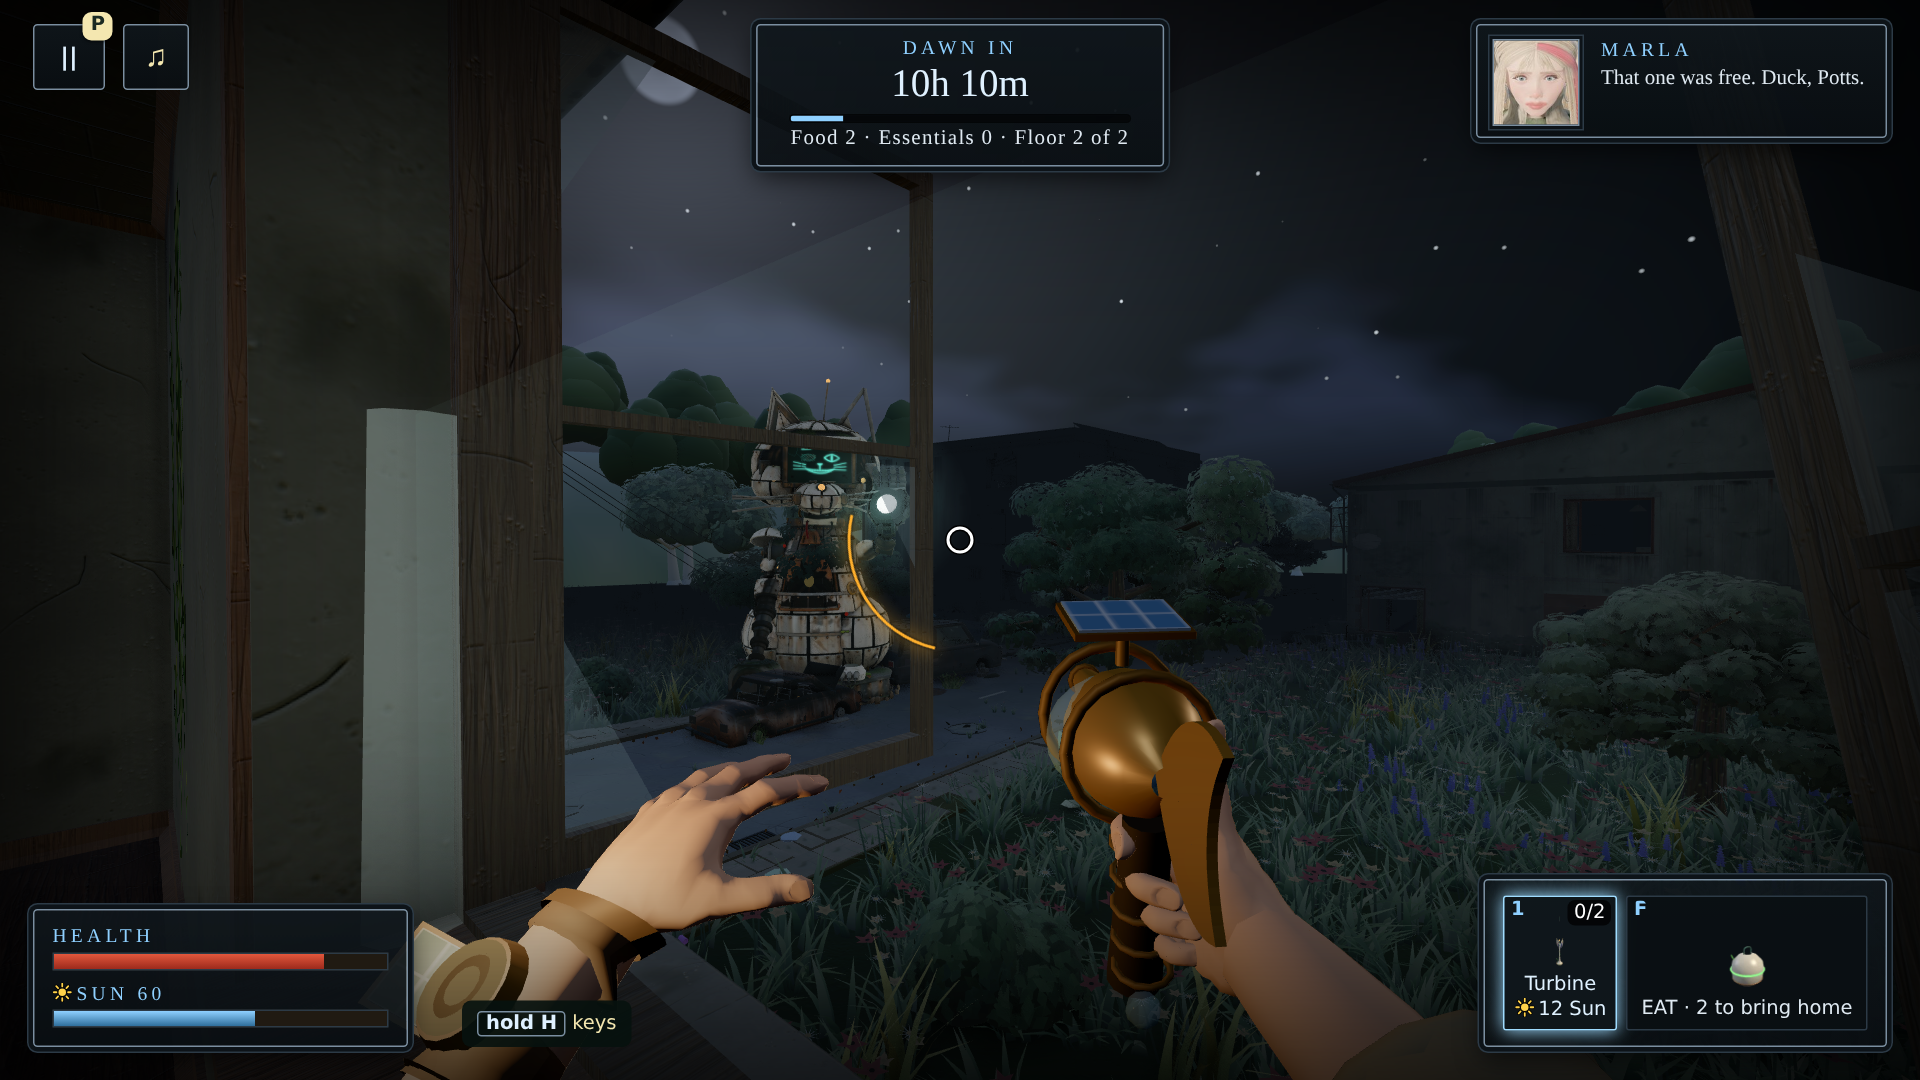 P
DAWN IN
10h 10m
Food 2 · Essentials 0 · Floor 2 of 2
MARLA
That one was free. Duck, Potts.
HEALTH
SUN 60
hold H keys
1
0/2
Turbine
12 Sun
F
EAT · 2 to bring home